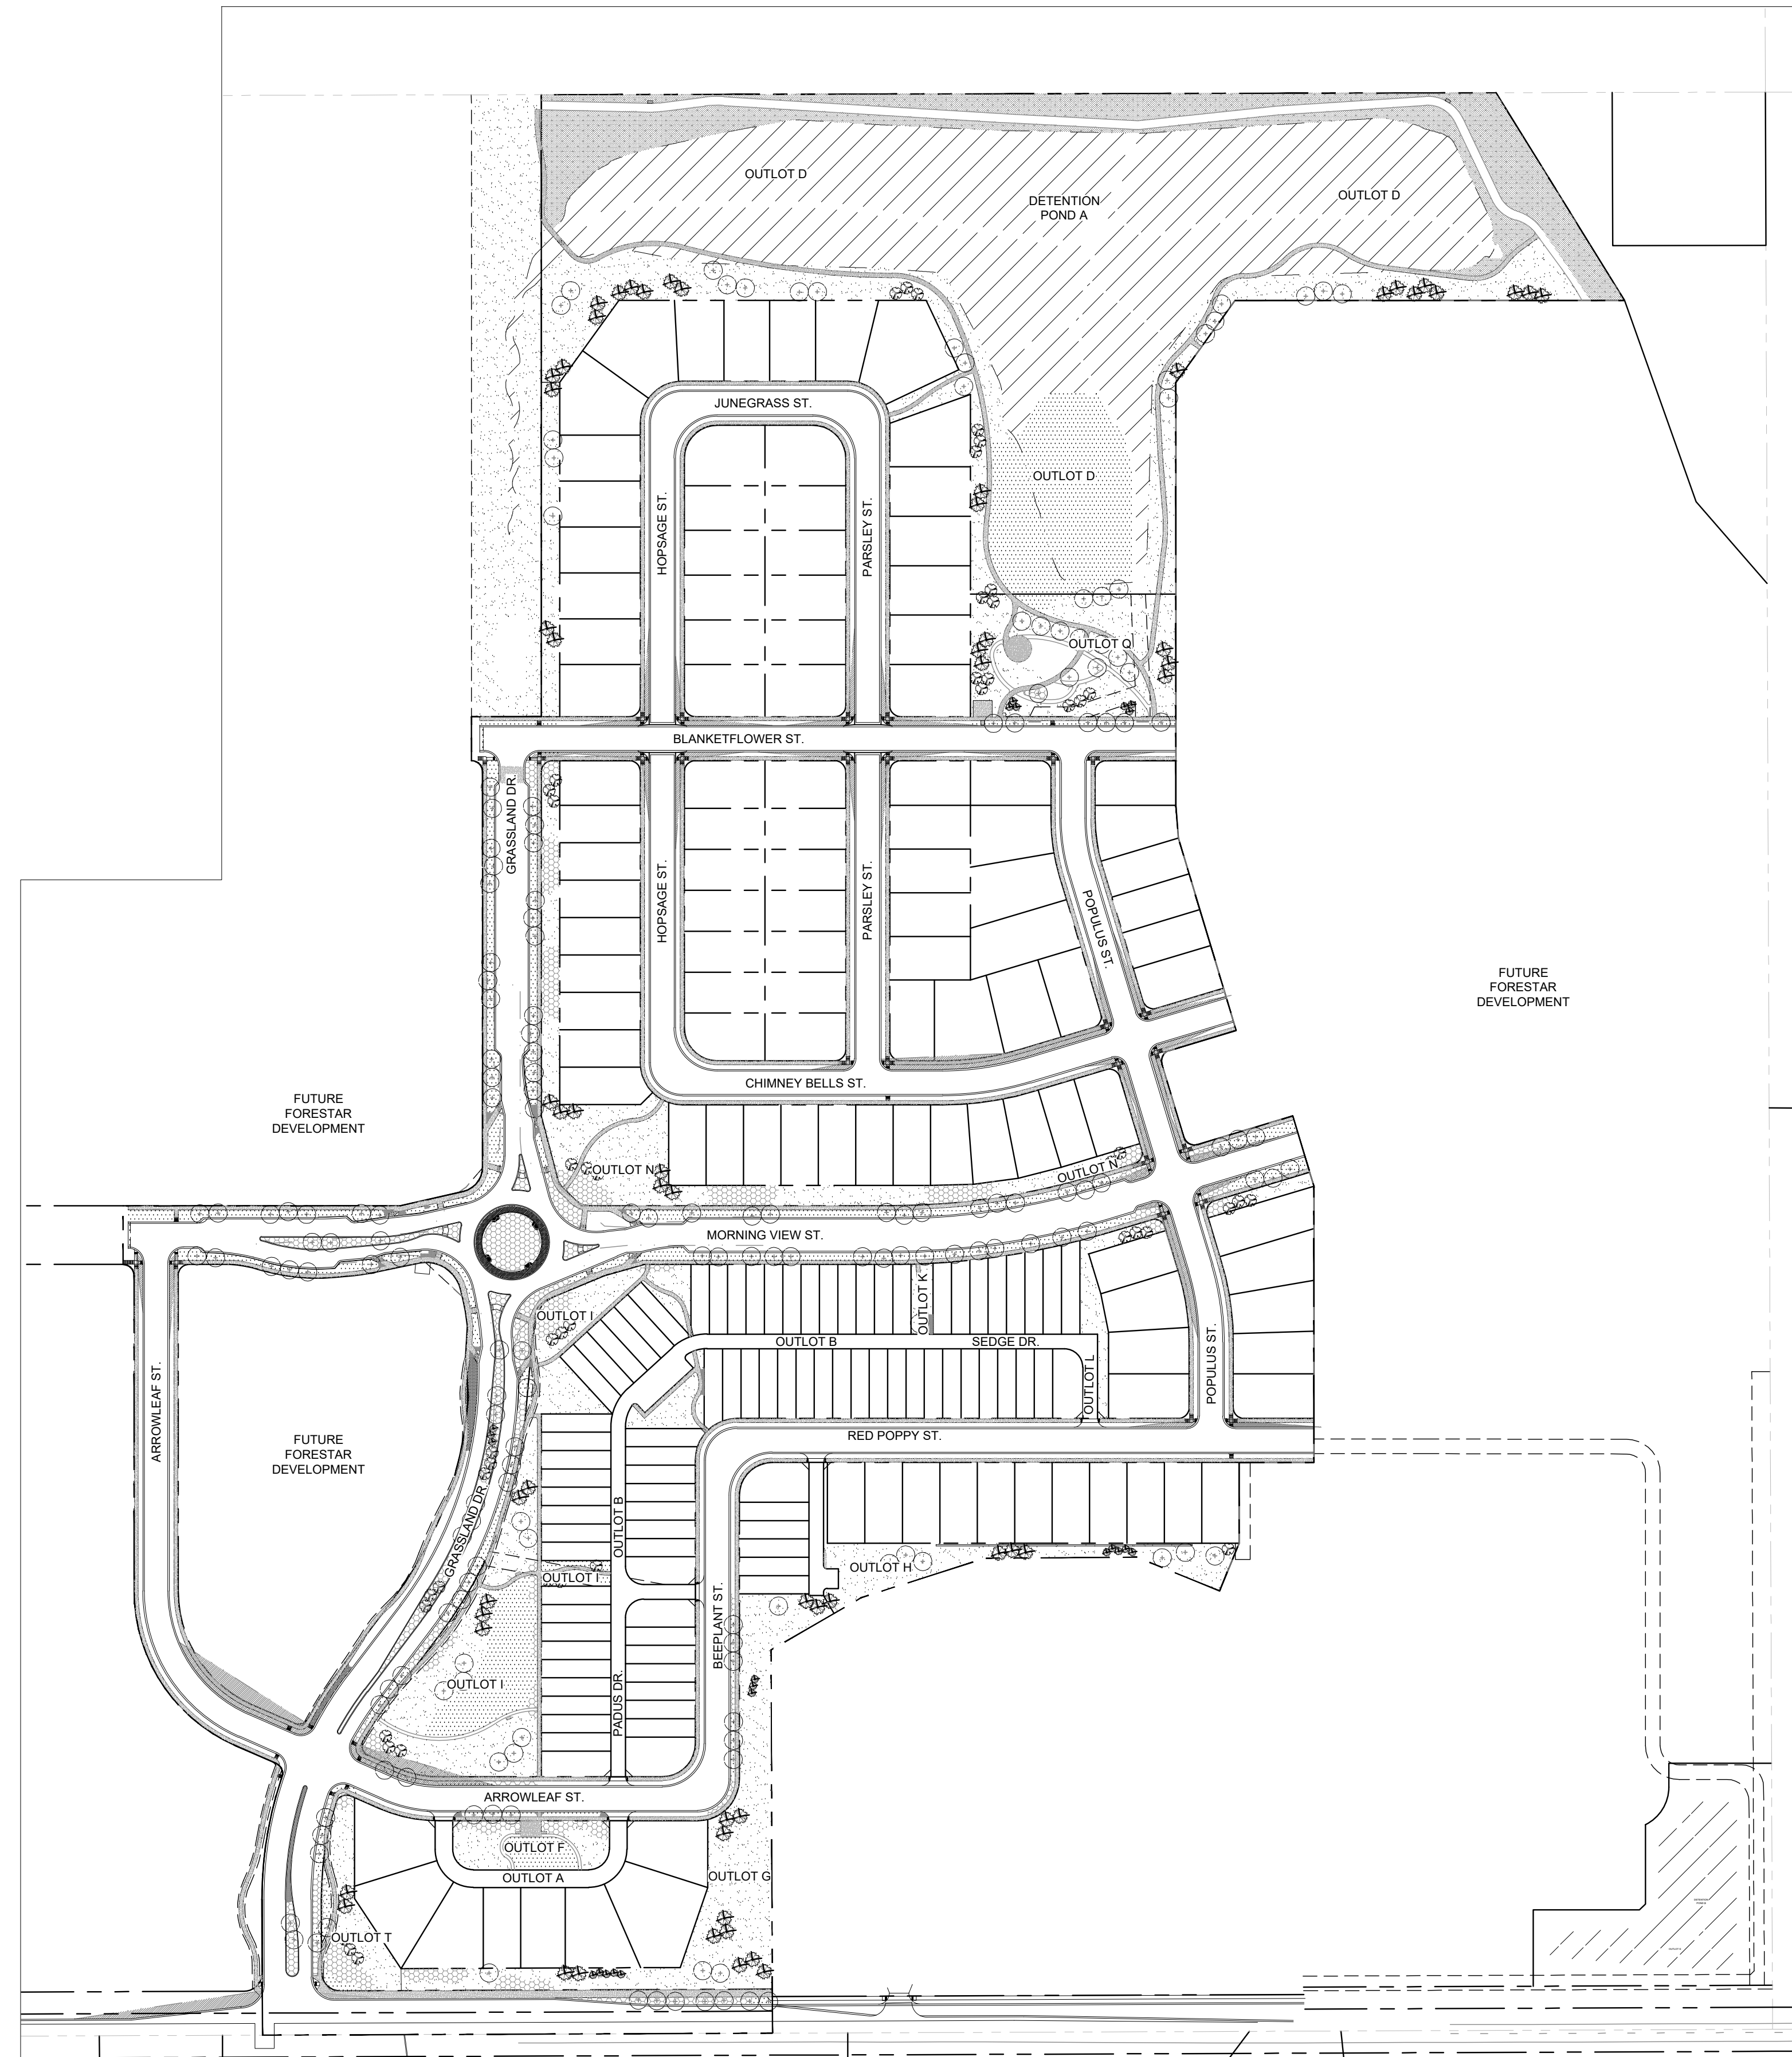 OUTLOT D
DETENTION
POND A
OUTLOT D
JUNEGRASS ST.
HOPSAGE ST.
PARSLEY ST.
OUTLOT D
OUTLOT Q
BLANKETFLOWER ST.
GRASSLAND DR.
HOPSAGE ST.
PARSLEY ST.
POPULUS ST.
FUTURE
FORESTAR
DEVELOPMENT
CHIMNEY BELLS ST.
FUTURE
FORESTAR
DEVELOPMENT
OUTLOT N
OUTLOT N
MORNING VIEW ST.
OUTLOT K
OUTLOT I
OUTLOT B
SEDGE DR.
OUTLOT L
POPULUS ST.
ARROWLEAF ST.
FUTURE
FORESTAR
DEVELOPMENT
RED POPPY ST.
GRASSLAND DR.
OUTLOT B
OUTLOT I
OUTLOT H
BEEPLANT ST.
OUTLOT I
PADUS DR.
ARROWLEAF ST.
OUTLOT F
OUTLOT A
OUTLOT G
OUTLOT T